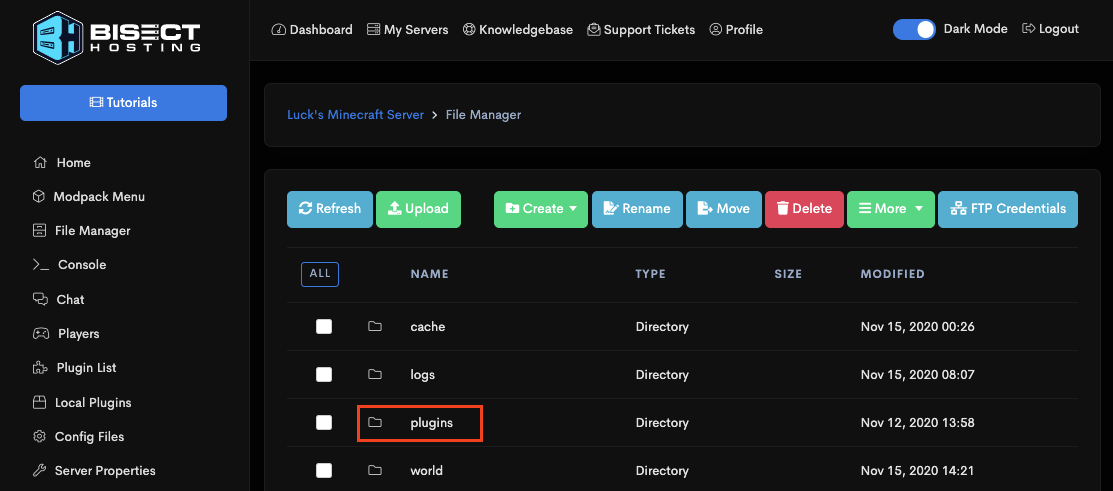 BISECT
HOSTING
Dashboard My Servers Knowledgebase Support Tickets Profile Dark Mode Logout
Tutorials
Home
Modpack Menu
File Manager
Console
Chat
Players
Plugin List
Local Plugins
Config Files
Server Properties
Luck's Minecraft Server > File Manager
Refresh Upload Create Rename Move Delete More FTP Credentials
ALL NAME TYPE SIZE MODIFIED
cache Directory Nov 15, 2020 00:26
logs Directory Nov 15, 2020 08:07
plugins Directory Nov 12, 2020 13:58
world Directory Nov 15, 2020 14:21